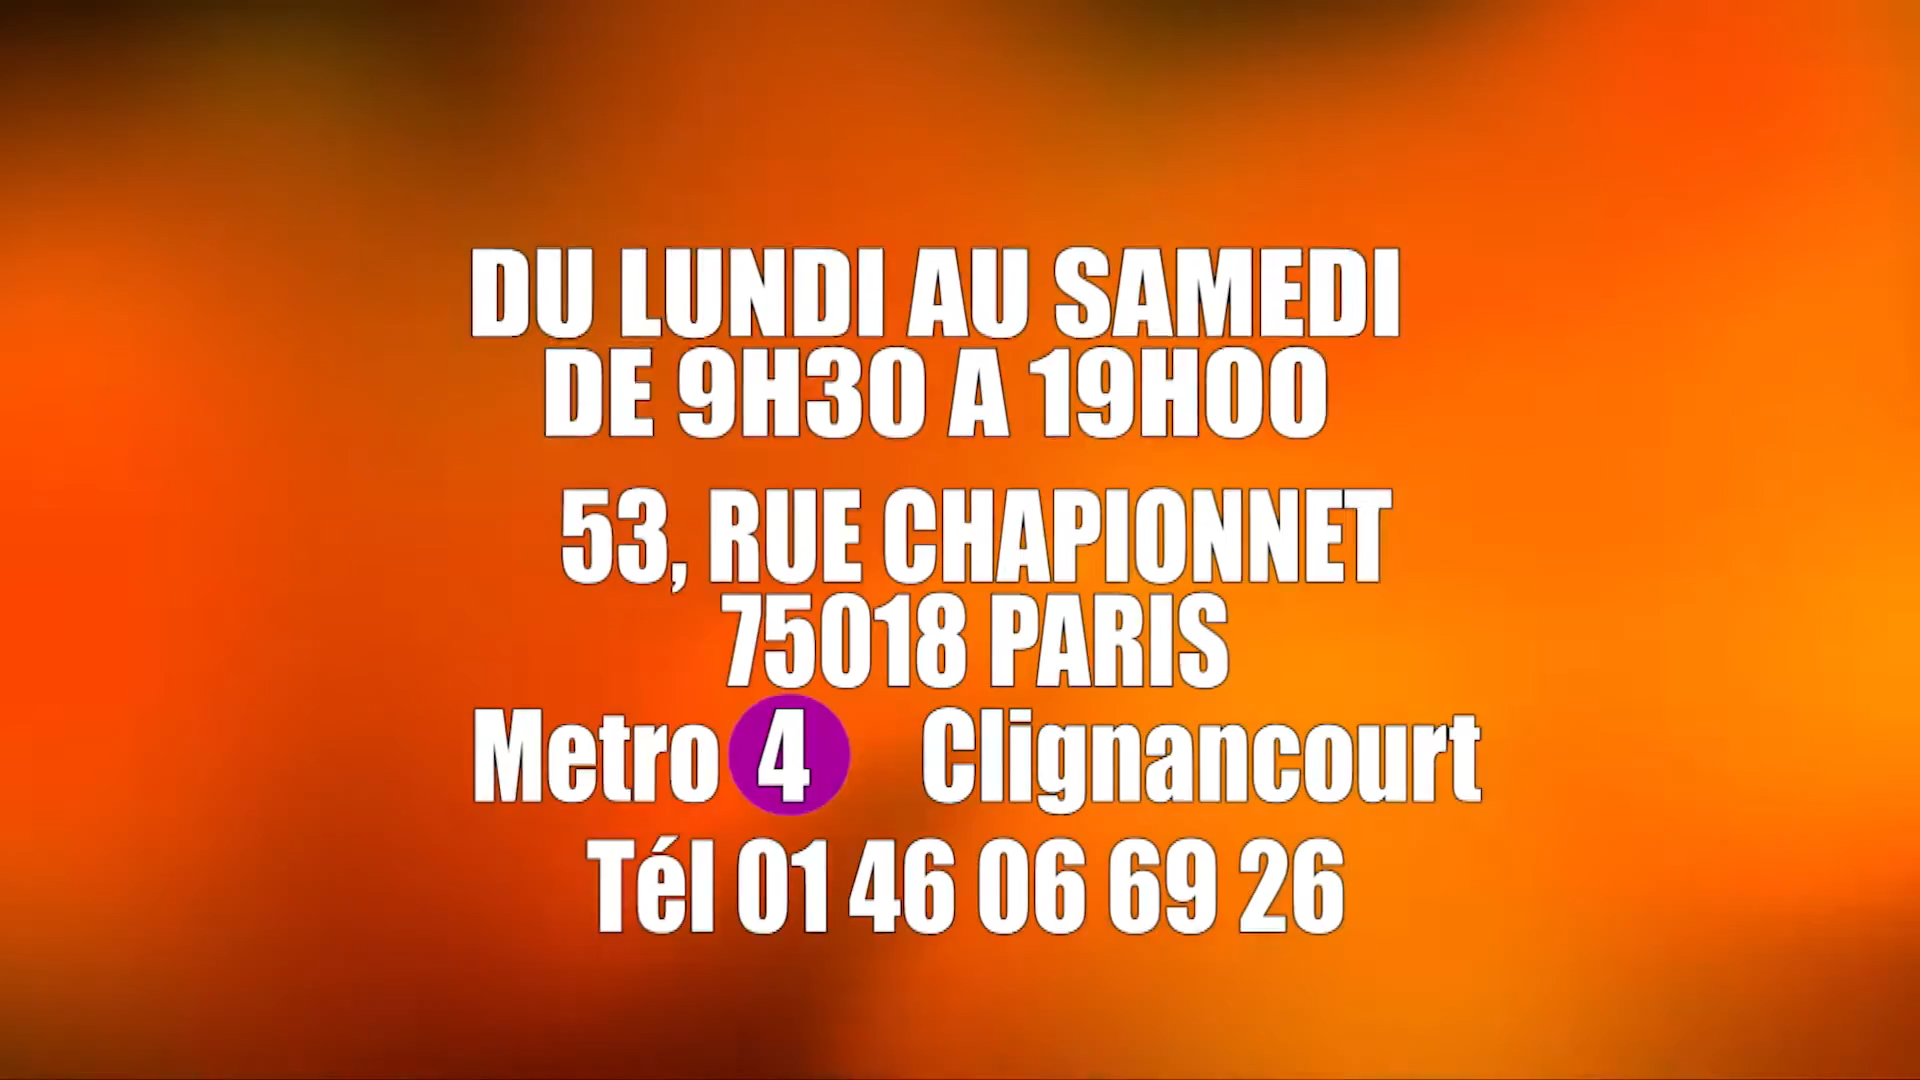 DU LUNDI AU SAMEDI
DE 9H30 A 19H00
53, RUE CHAPIONNET
75018 PARIS
Metro 4 Clignancourt
Tél 01 46 06 69 26